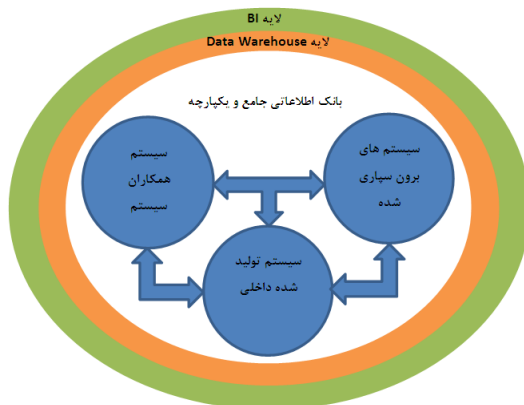 لایه BI
لایه Data Warehouse
بانک اطلاعاتی جامع و یکپارچه
سیستم های
برون سپاری
شده
سیستم
همکاران
سیستم
سیستم تولید
شده داخلی